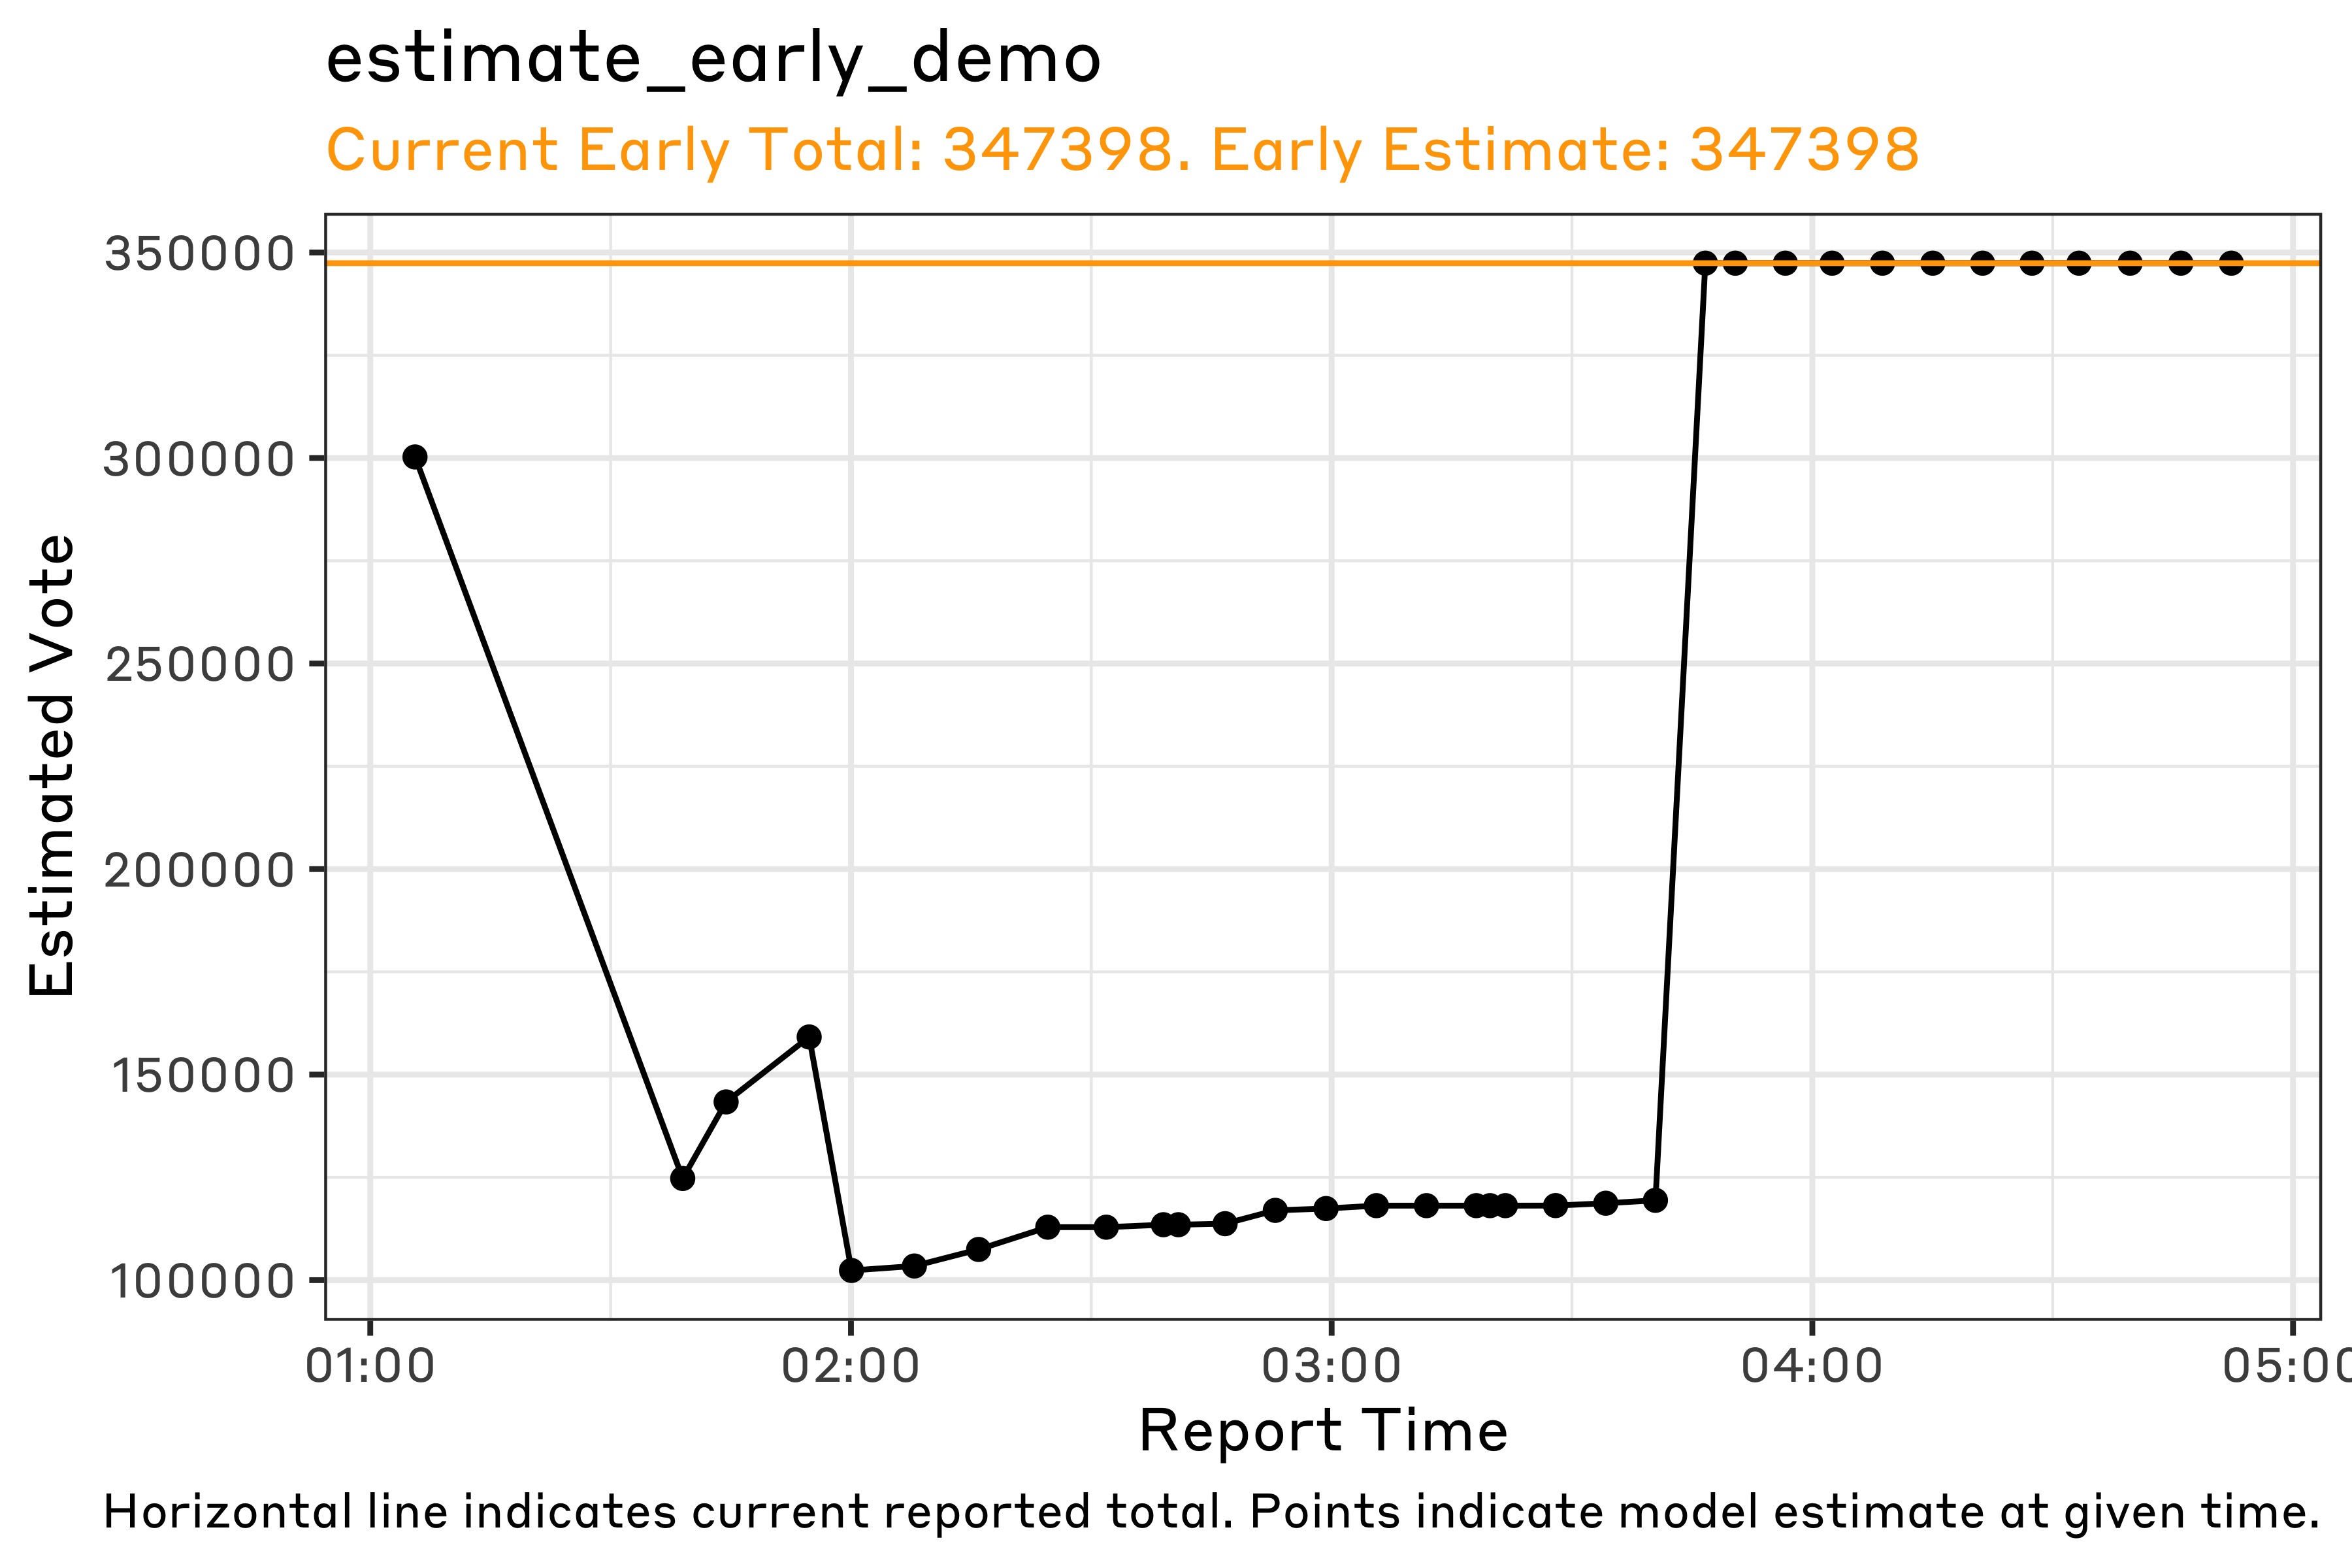 estimate_early_demo
Current Early Total: 347398. Early Estimate: 347398
Estimated Vote
350000
300000
250000
200000
150000
100000
01:00 02:00 03:00 04:00 05:00
Report Time
Horizontal line indicates current reported total. Points indicate model estimate at given time.